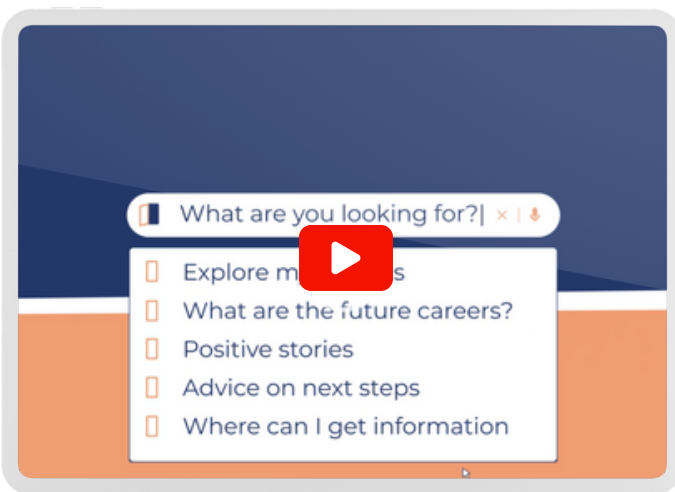 What are you looking for?
Explore m s
What are the future careers?
Positive stories
Advice on next steps
Where can I get information